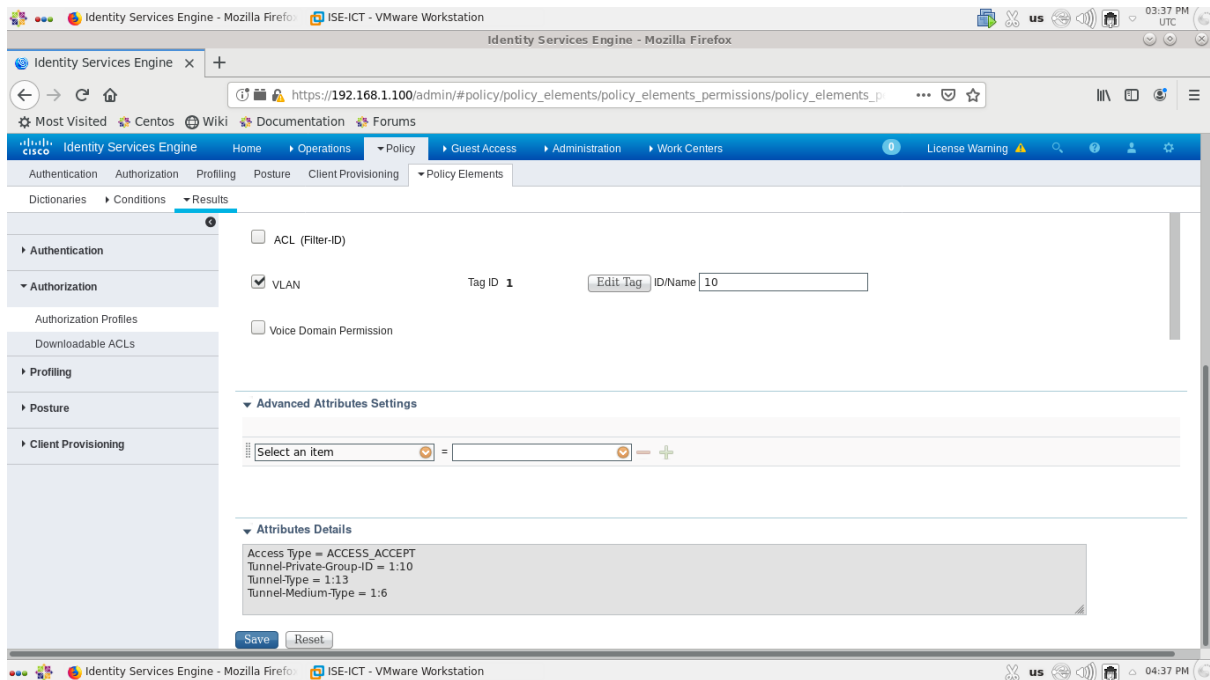 Identity Services Engine - Mozilla Firefox ISE-ICT - VMware Workstation us 03:37 PM
UTC
Identity Services Engine - Mozilla Firefox
Identity Services Engine × +
https://192.168.1.100/admin/#policy/policy_elements/policy_elements_permissions/policy_elements_p
Most Visited Centos Wiki Documentation Forums
CISCO Identity Services Engine Home Operations Policy Guest Access Administration Work Centers 0 License Warning
Authentication Authorization Profiling Posture Client Provisioning Policy Elements
Dictionaries Conditions Results
ACL (Filter-ID)
Authentication
Authorization VLAN Tag ID 1 Edit Tag ID/Name 10
Authorization Profiles
Voice Domain Permission
Downloadable ACLs
Profiling
Posture Advanced Attributes Settings
Client Provisioning
Select an item =
Attributes Details
Access Type = ACCESS_ACCEPT
Tunnel-Private-Group-ID = 1:10
Tunnel-Type = 1:13
Tunnel-Medium-Type = 1:6
Save Reset
Identity Services Engine - Mozilla Firefox ISE-ICT - VMware Workstation us 04:37 PM